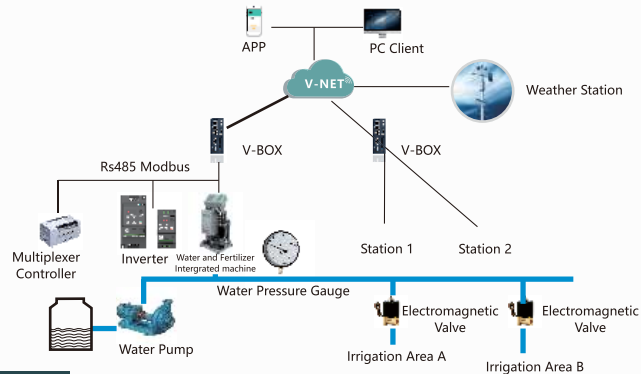 APP
PC Client
V-NET
Weather Station
V-BOX
V-BOX
Rs485 Modbus
Multiplexer
Controller
Inverter
Water and Fertilizer
Intergrated machine
Station 1
Station 2
Water Pressure Gauge
Electromagnetic
Valve
Electromagnetic
Valve
Water Pump
Irrigation Area A
Irrigation Area B